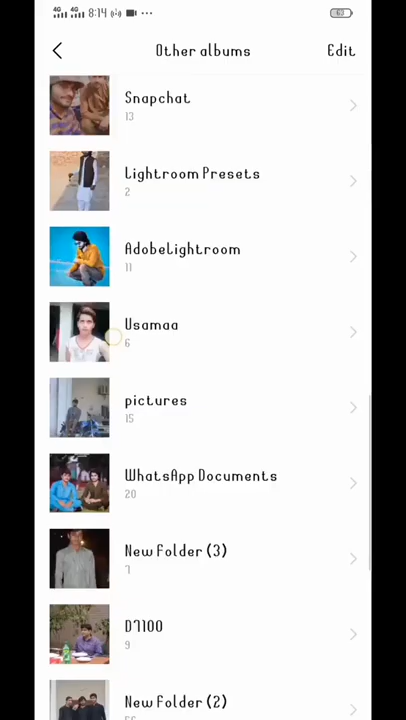 4G 4G 8:14 ... 63
Other albums
Edit
Snapchat
13
Lightroom Presets
2
AdobeLightroom
11
Usamaa
6
pictures
15
WhatsApp Documents
20
New Folder (3)
7
D7100
9
New Folder (2)